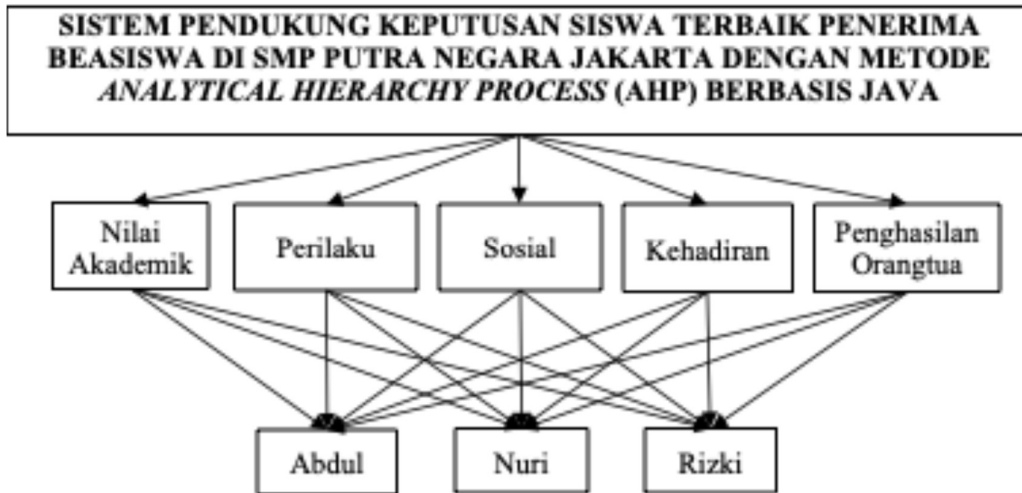 SISTEM PENDUKUNG KEPUTUSAN SISWA TERBAIK PENERIMA
BEASISWA DI SMP PUTRA NEGARA JAKARTA DENGAN METODE
ANALYTICAL HIERARCHY PROCESS (AHP) BERBASIS JAVA
Nilai
Akademik
Perilaku
Sosial
Kehadiran
Penghasilan
Orangtua
Abdul
Nuri
Rizki